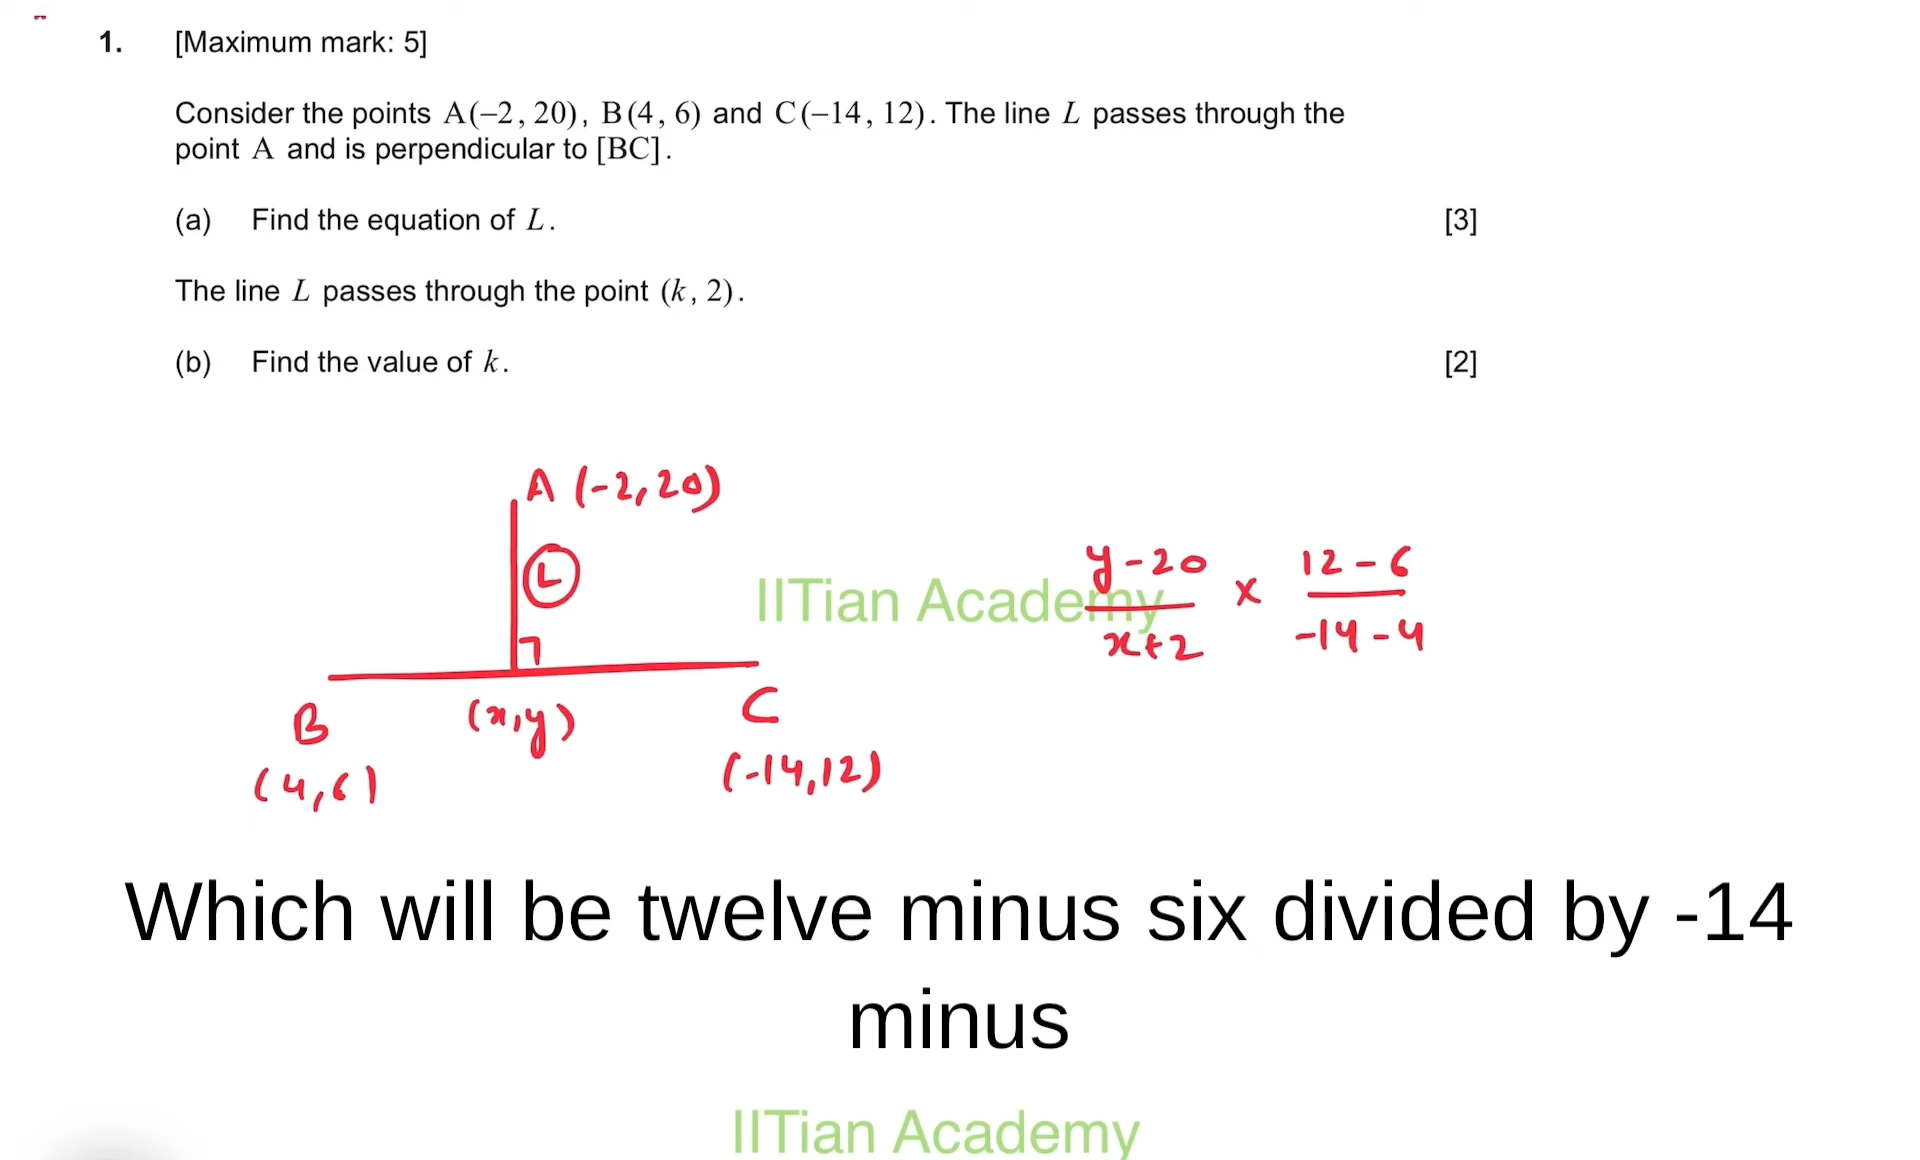 1. [Maximum mark: 5]
Consider the points A(–2, 20), B(4, 6) and C(–14, 12). The line L passes through the
point A and is perpendicular to [BC].
(a) Find the equation of L. [3]
The line L passes through the point (k, 2).
(b) Find the value of k. [2]
A (-2,20)
L
B
(x,y)
C
(4,6)
(-14,12)
IITian Academy
y-20 × 12-6
x+2 -14-4
Which will be twelve minus six divided by -14
minus
IITian Academy